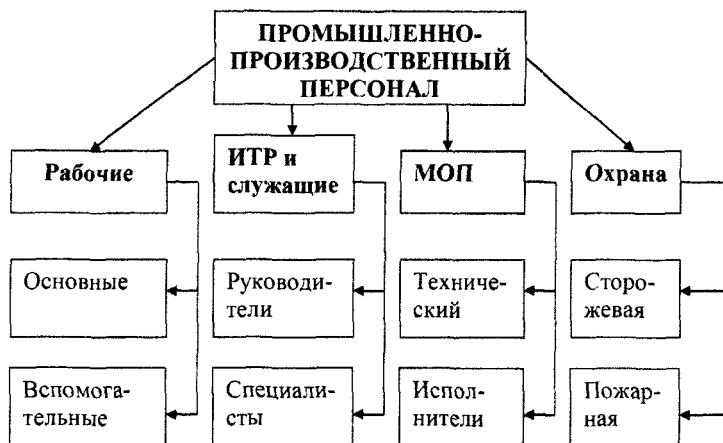 ПРОМЫШЛЕННО-
ПРОИЗВОДСТВЕННЫЙ
ПЕРСОНАЛ
Рабочие
ИТР и
служащие
МОП
Охрана
Основные
Руководи-
тели
Техниче-
ский
Сторо-
жевая
Вспомога-
тельные
Специали-
сты
Испол-
нители
Пожар-
ная